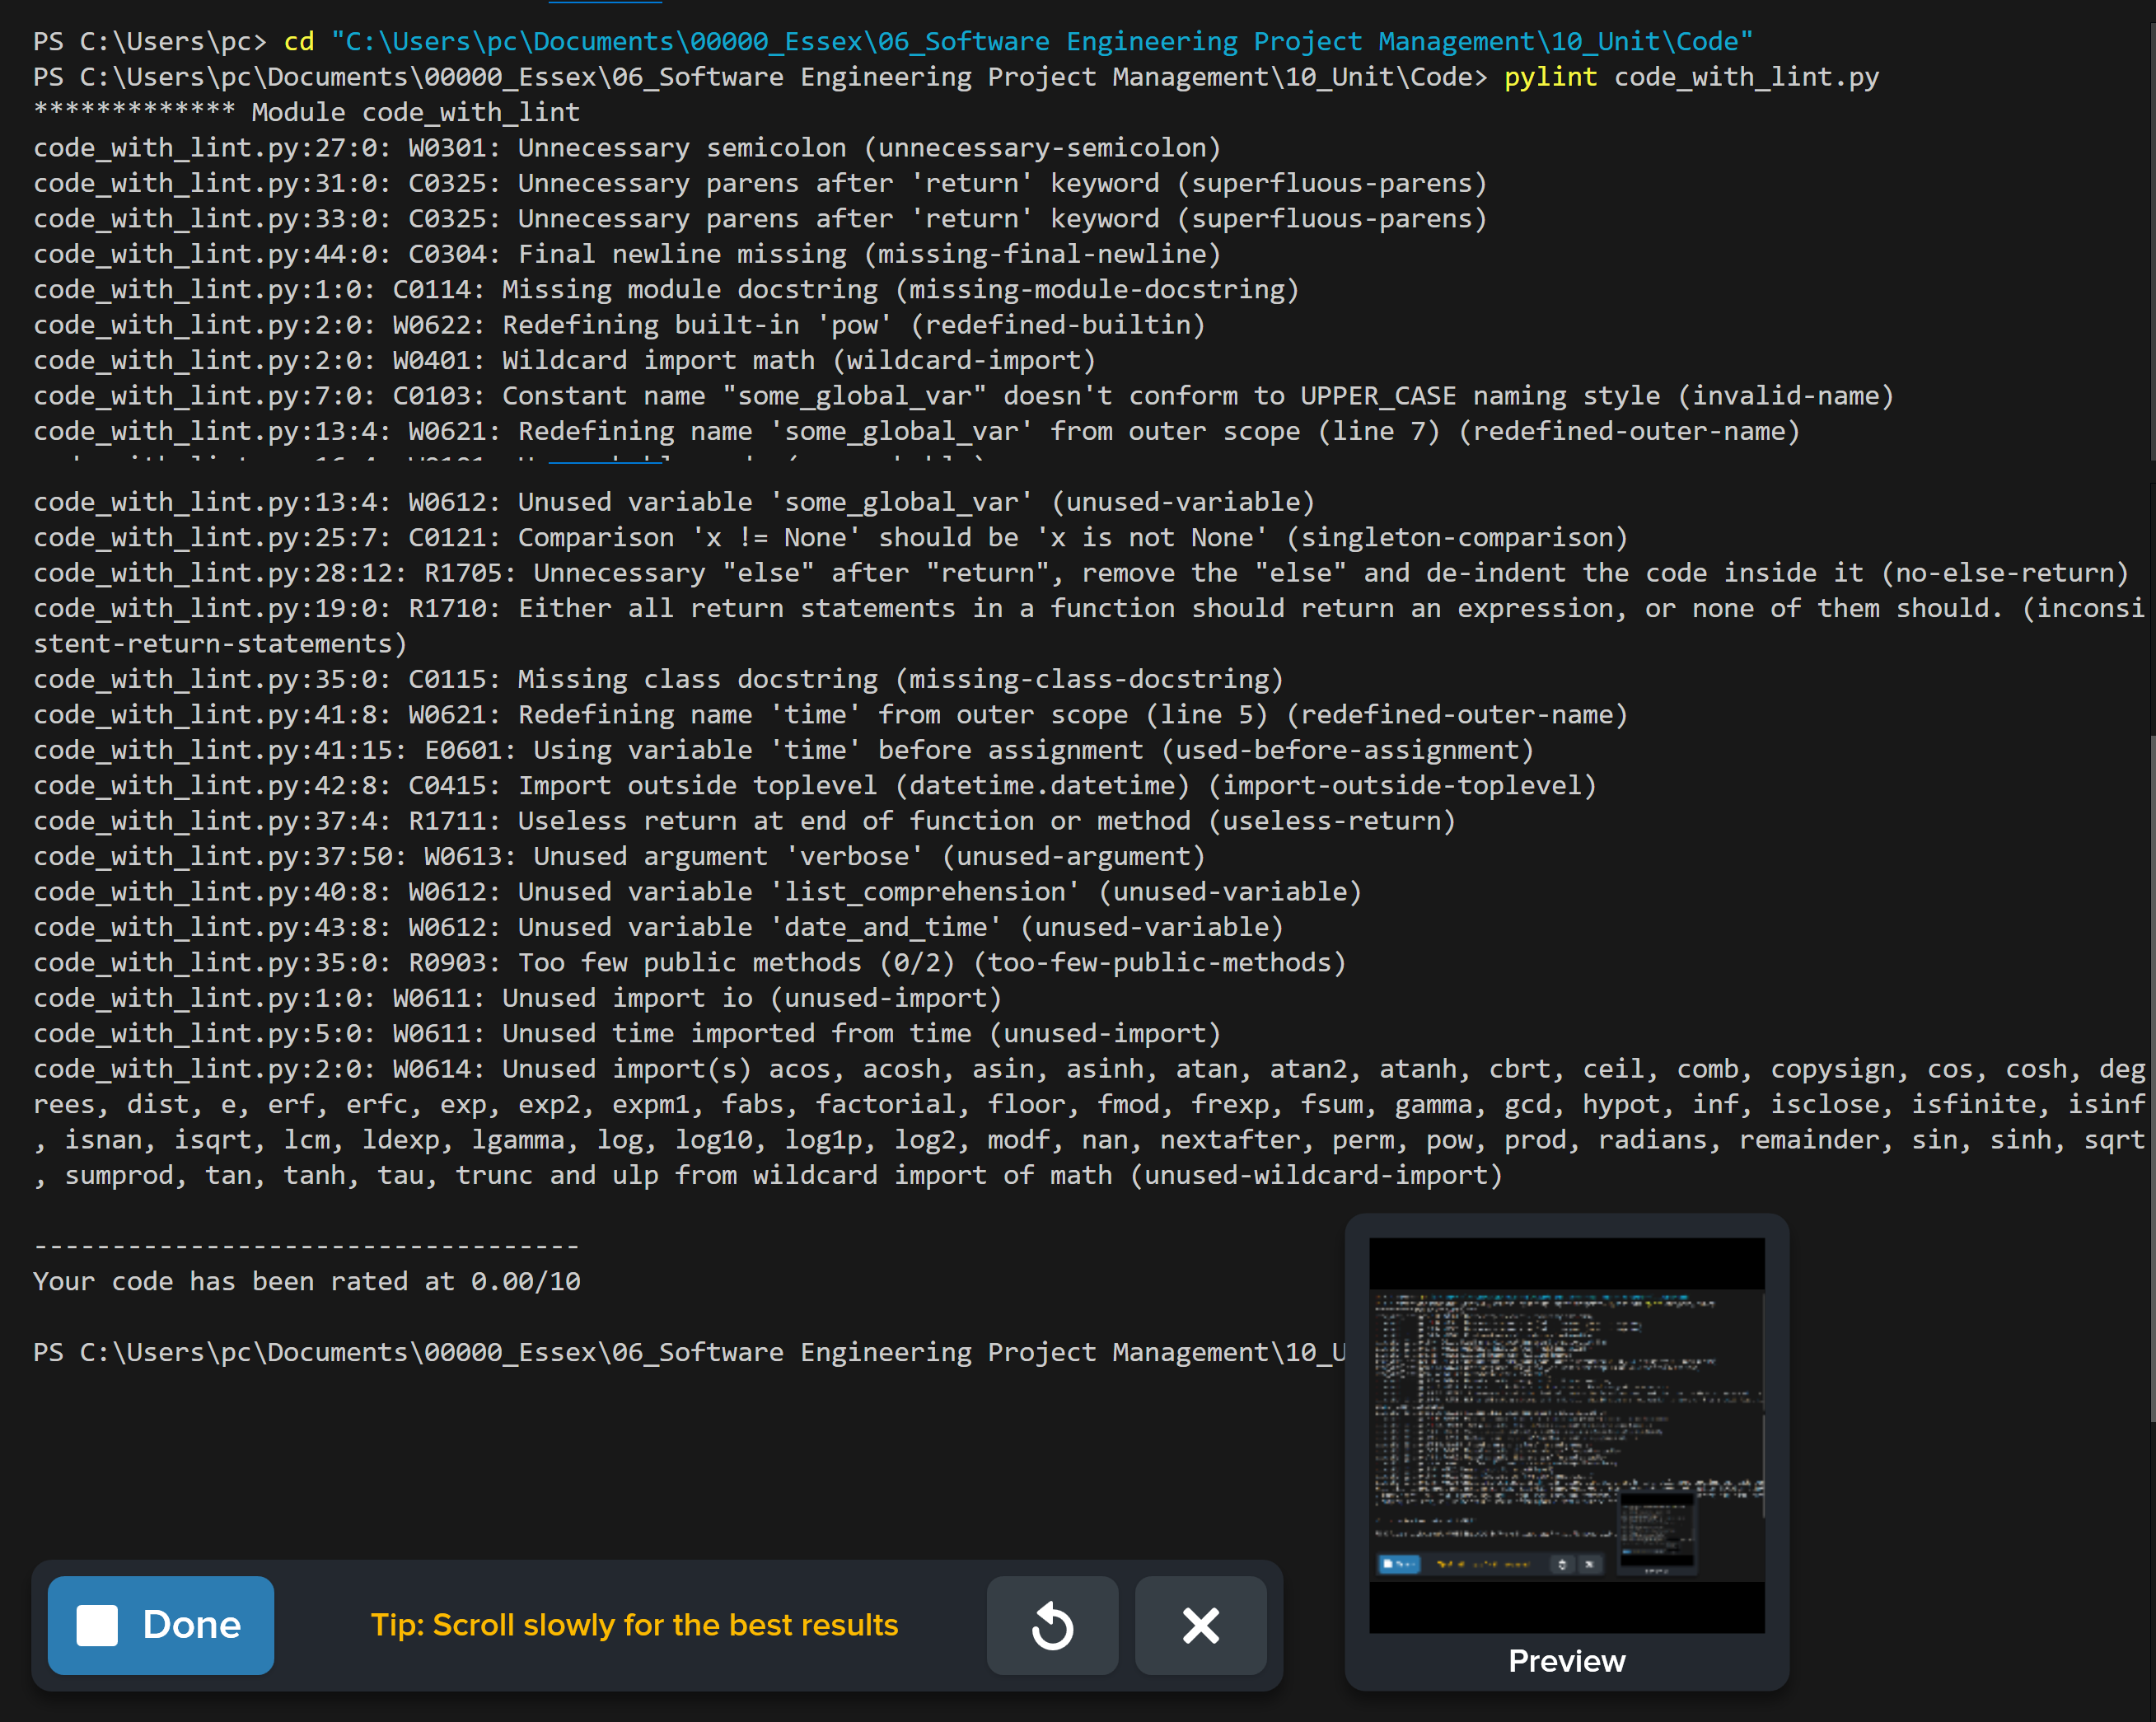 PS C:\Users\pc> cd "C:\Users\pc\Documents\00000_Essex\06_Software Engineering Project Management\10_Unit\Code"
PS C:\Users\pc\Documents\00000_Essex\06_Software Engineering Project Management\10_Unit\Code> pylint code_with_lint.py
************* Module code_with_lint
code_with_lint.py:27:0: W0301: Unnecessary semicolon (unnecessary-semicolon)
code_with_lint.py:31:0: C0325: Unnecessary parens after 'return' keyword (superfluous-parens)
code_with_lint.py:33:0: C0325: Unnecessary parens after 'return' keyword (superfluous-parens)
code_with_lint.py:44:0: C0304: Final newline missing (missing-final-newline)
code_with_lint.py:1:0: C0114: Missing module docstring (missing-module-docstring)
code_with_lint.py:2:0: W0622: Redefining built-in 'pow' (redefined-builtin)
code_with_lint.py:2:0: W0401: Wildcard import math (wildcard-import)
code_with_lint.py:7:0: C0103: Constant name "some_global_var" doesn't conform to UPPER_CASE naming style (invalid-name)
code_with_lint.py:13:4: W0621: Redefining name 'some_global_var' from outer scope (line 7) (redefined-outer-name)
code_with_lint.py:13:4: W0612: Unused variable 'some_global_var' (unused-variable)
code_with_lint.py:25:7: C0121: Comparison 'x != None' should be 'x is not None' (singleton-comparison)
code_with_lint.py:28:12: R1705: Unnecessary "else" after "return", remove the "else" and de-indent the code inside it (no-else-return)
code_with_lint.py:19:0: R1710: Either all return statements in a function should return an expression, or none of them should. (inconsi
stent-return-statements)
code_with_lint.py:35:0: C0115: Missing class docstring (missing-class-docstring)
code_with_lint.py:41:8: W0621: Redefining name 'time' from outer scope (line 5) (redefined-outer-name)
code_with_lint.py:41:15: E0601: Using variable 'time' before assignment (used-before-assignment)
code_with_lint.py:42:8: C0415: Import outside toplevel (datetime.datetime) (import-outside-toplevel)
code_with_lint.py:37:4: R1711: Useless return at end of function or method (useless-return)
code_with_lint.py:37:50: W0613: Unused argument 'verbose' (unused-argument)
code_with_lint.py:40:8: W0612: Unused variable 'list_comprehension' (unused-variable)
code_with_lint.py:43:8: W0612: Unused variable 'date_and_time' (unused-variable)
code_with_lint.py:35:0: R0903: Too few public methods (0/2) (too-few-public-methods)
code_with_lint.py:1:0: W0611: Unused import io (unused-import)
code_with_lint.py:5:0: W0611: Unused time imported from time (unused-import)
code_with_lint.py:2:0: W0614: Unused import(s) acos, acosh, asin, asinh, atan, atan2, atanh, cbrt, ceil, comb, copysign, cos, cosh, deg
rees, dist, e, erf, erfc, exp, exp2, expm1, fabs, factorial, floor, fmod, frexp, fsum, gamma, gcd, hypot, inf, isclose, isfinite, isinf
, isnan, isqrt, lcm, ldexp, lgamma, log, log10, log1p, log2, modf, nan, nextafter, perm, pow, prod, radians, remainder, sin, sinh, sqrt
, sumprod, tan, tanh, tau, trunc and ulp from wildcard import of math (unused-wildcard-import)
-----------------------------------
Your code has been rated at 0.00/10
PS C:\Users\pc\Documents\00000_Essex\06_Software Engineering Project Management\10_U
Done
Tip: Scroll slowly for the best results
Preview